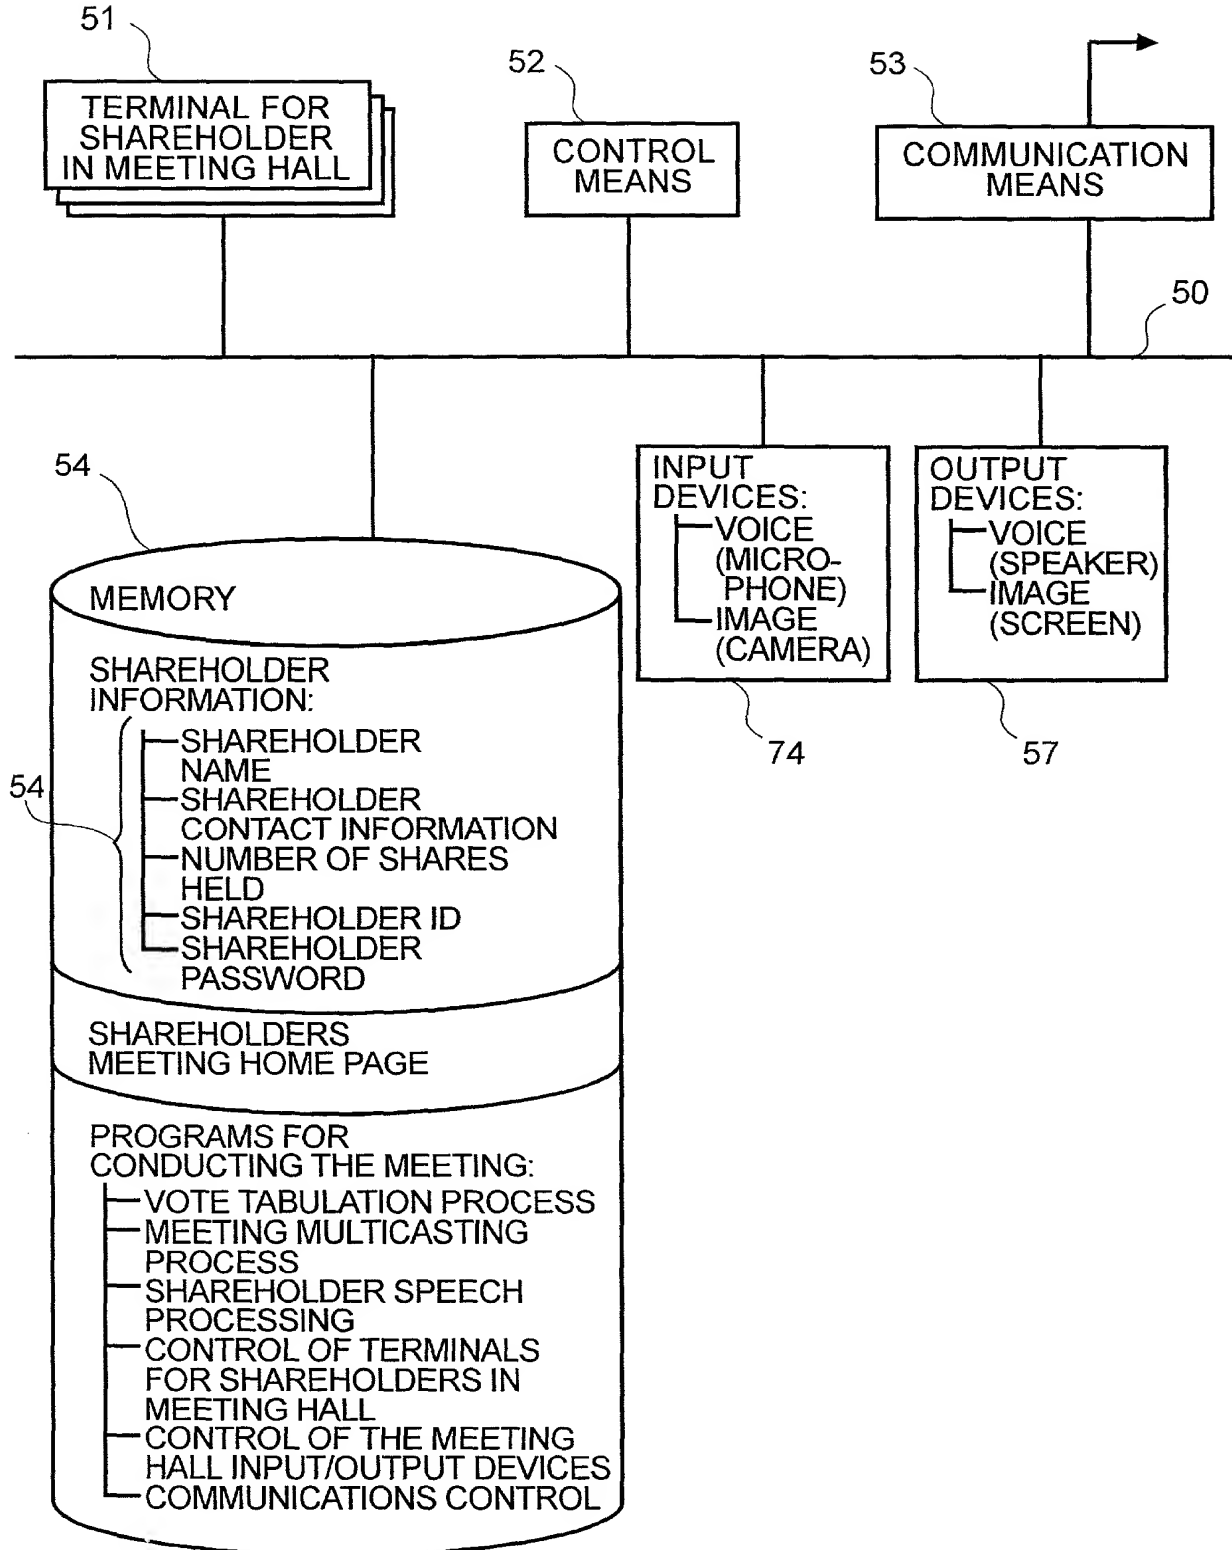 51
TERMINAL FOR
SHAREHOLDER
IN MEETING HALL
52
CONTROL
MEANS
53
COMMUNICATION
MEANS
50
54
MEMORY
SHAREHOLDER
INFORMATION:
54
SHAREHOLDER
NAME
SHAREHOLDER
CONTACT INFORMATION
NUMBER OF SHARES
HELD
SHAREHOLDER ID
SHAREHOLDER
PASSWORD
SHAREHOLDERS
MEETING HOME PAGE
PROGRAMS FOR
CONDUCTING THE MEETING:
VOTE TABULATION PROCESS
MEETING MULTICASTING
PROCESS
SHAREHOLDER SPEECH
PROCESSING
CONTROL OF TERMINALS
FOR SHAREHOLDERS IN
MEETING HALL
CONTROL OF THE MEETING
HALL INPUT/OUTPUT DEVICES
COMMUNICATIONS CONTROL
INPUT
DEVICES:
VOICE
(MICRO-
PHONE)
IMAGE
(CAMERA)
74
OUTPUT
DEVICES:
VOICE
(SPEAKER)
IMAGE
(SCREEN)
57